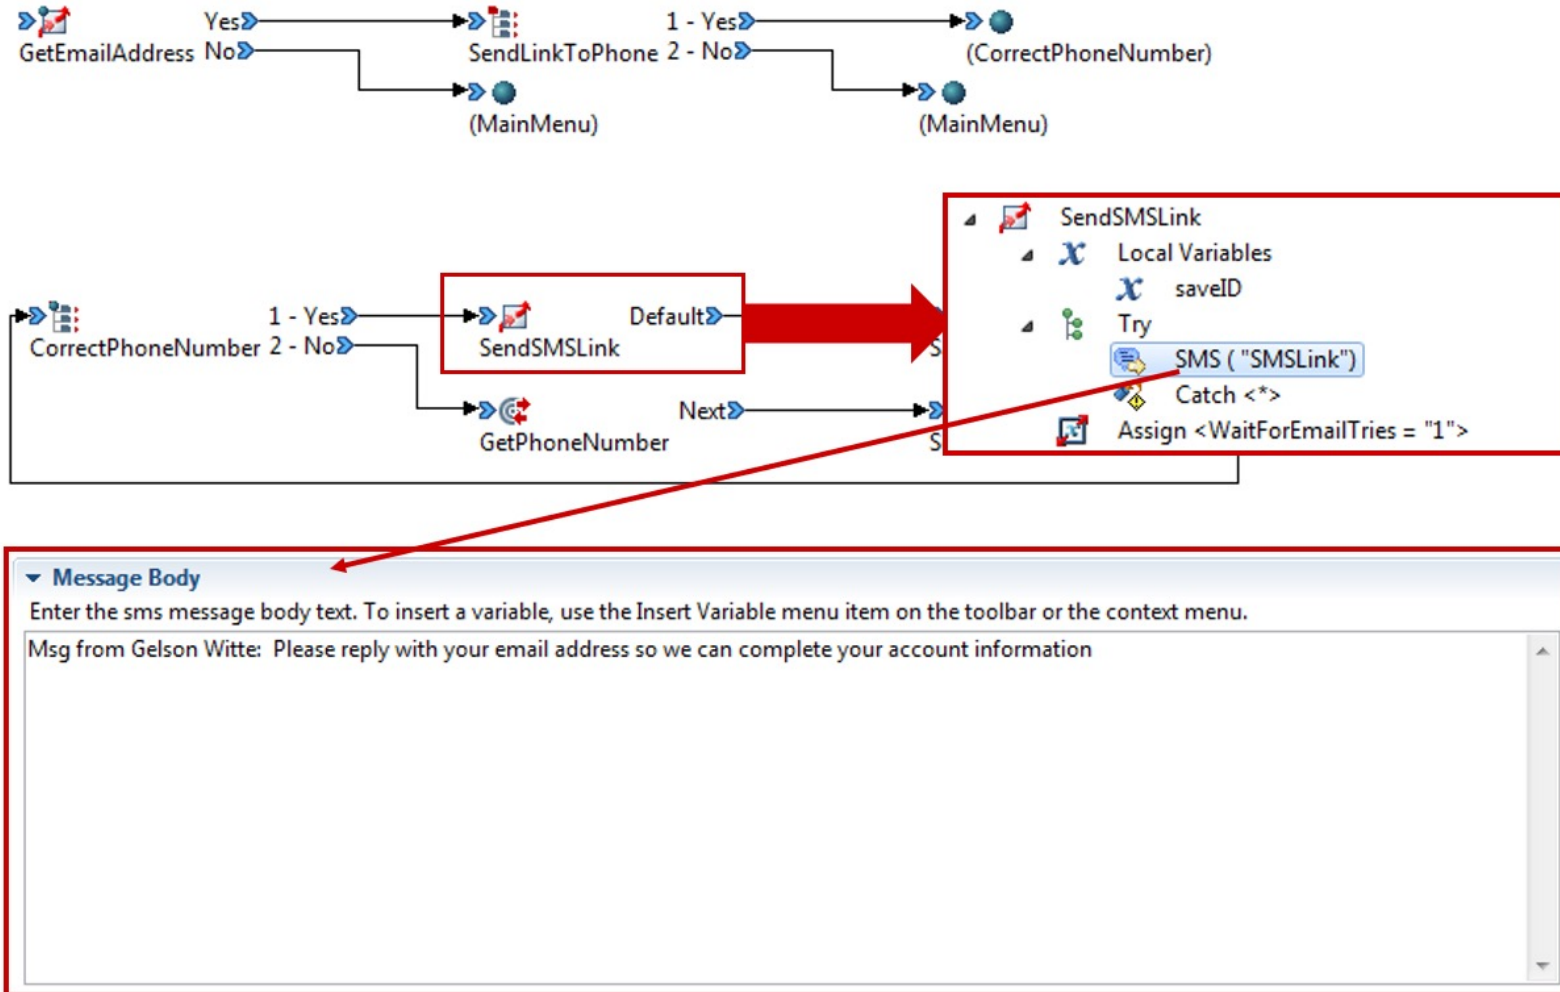 Yes
GetEmailAddress No
1 - Yes
SendLinkToPhone 2 - No
(CorrectPhoneNumber)
(MainMenu)
(MainMenu)
1 - Yes
CorrectPhoneNumber 2 - No
Default
SendSMSLink
S
Next
GetPhoneNumber
S
SendSMSLink
Local Variables
saveID
Try
SMS ( "SMSLink")
Catch <*>
Assign <WaitForEmailTries = "1">
Message Body
Enter the sms message body text. To insert a variable, use the Insert Variable menu item on the toolbar or the context menu.
Msg from Gelson Witte:  Please reply with your email address so we can complete your account information